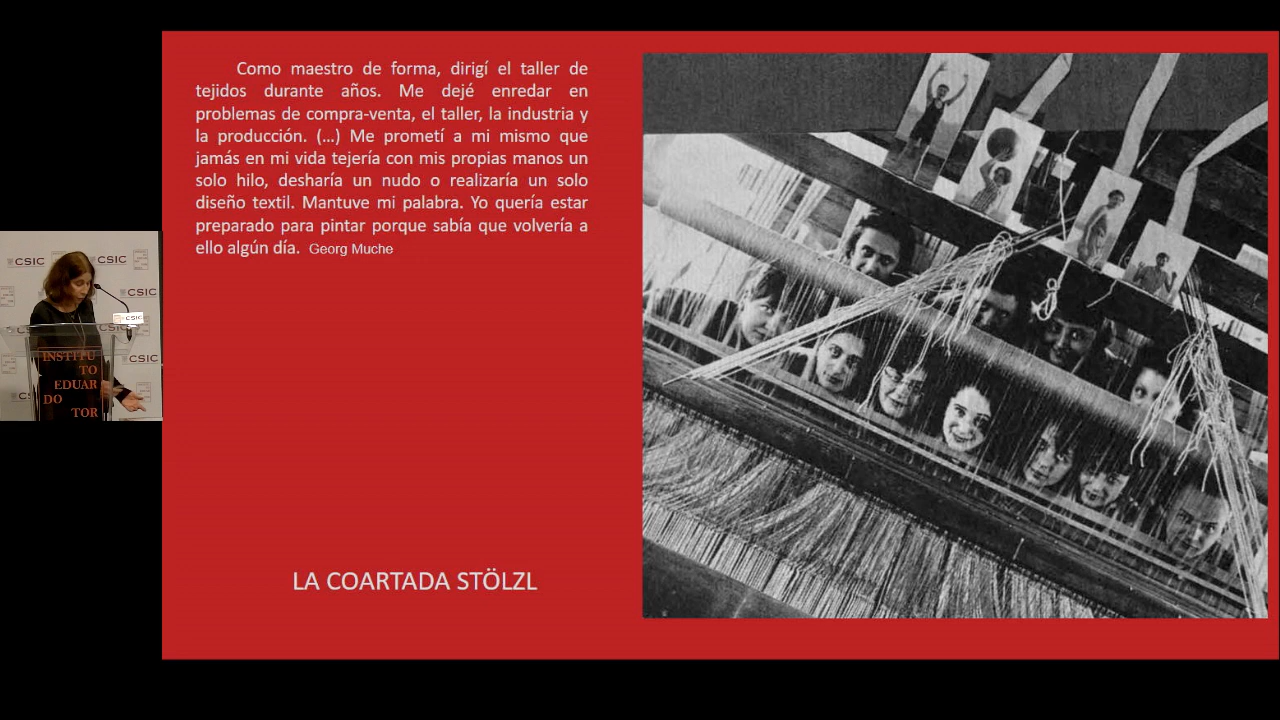 Como maestro de forma, dirigí el taller de
tejidos durante años. Me dejé enredar en
problemas de compra-venta, el taller, la industria y
la producción. (...) Me prometí a mi mismo que
jamás en mi vida tejería con mis propias manos un
solo hilo, desharía un nudo o realizaría un solo
diseño textil. Mantuve mi palabra. Yo quería estar
preparado para pintar porque sabía que volvería a
ello algún día. Georg Muche
LA COARTADA STÖLZL
CSIC
CSIC
CSIC
CSIC
CSIC
INSTITU
TO
EDUAR
DO
TOR